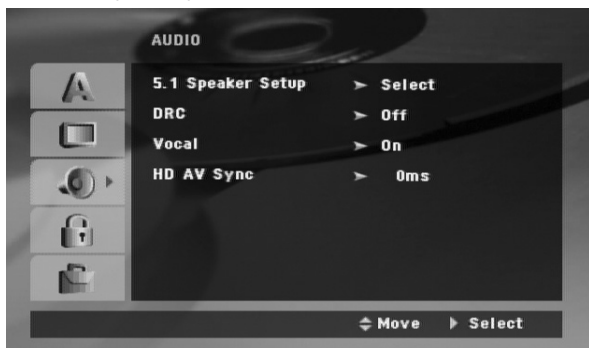 AUDIO
5.1 Speaker Setup ➤ Select
DRC ➤ Off
Vocal ➤ On
HD AV Sync ➤ 0ms
A
Move Select